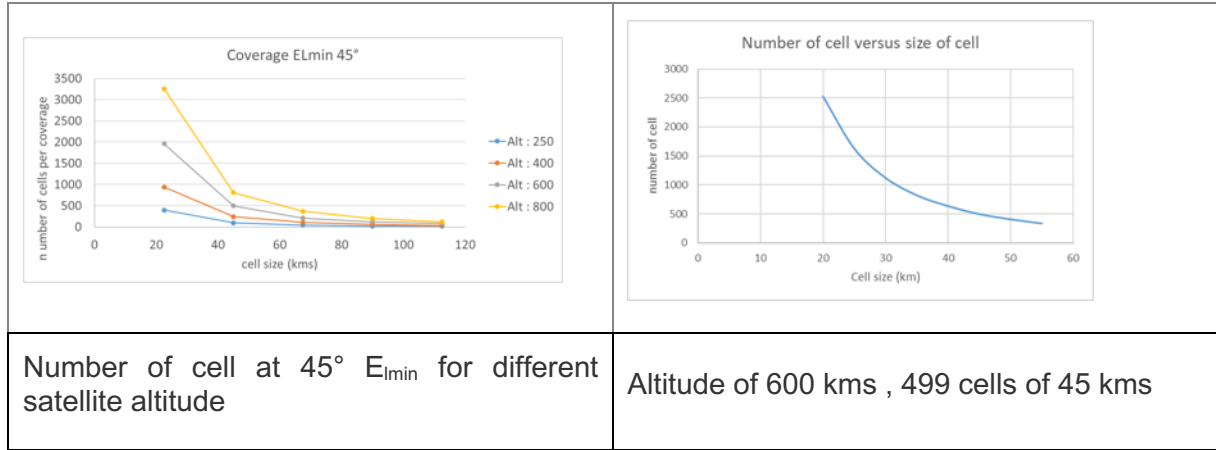 Coverage ELmin 45°
n umber of cells per coverage
3500
3000
2500
2000
1500
1000
500
0
0 20 40 60 80 100 120
cell size (kms)
Alt : 250
Alt : 400
Alt : 600
Alt : 800
Number of cell versus size of cell
number of cell
3000
2500
2000
1500
1000
500
0
0 10 20 30 40 50 60
Cell size (km)
Number of cell at 45° Elmin for different
satellite altitude
Altitude of 600 kms , 499 cells of 45 kms